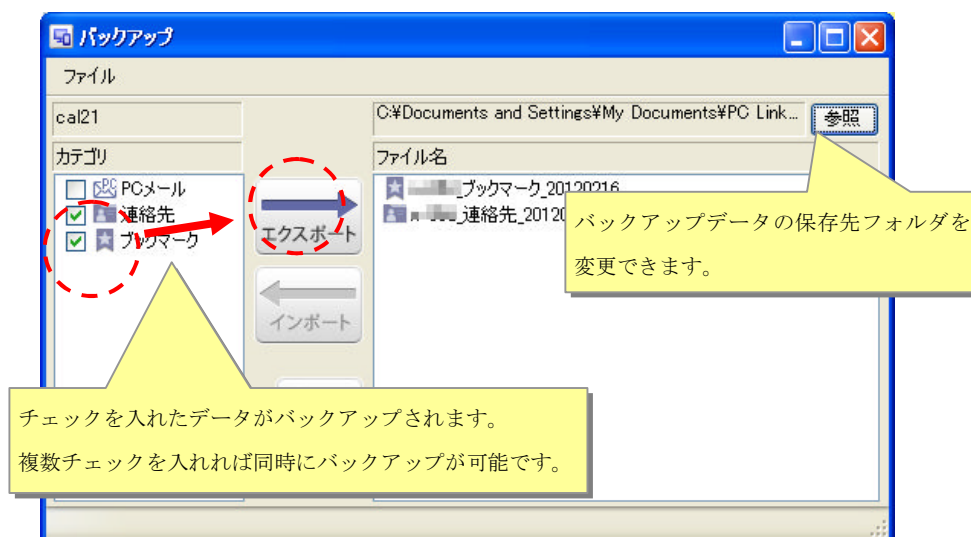 バックアップ
ファイル
cal21
C:¥Documents and Settings¥My Documents¥PC Link...
参照
カテゴリ
ファイル名
PCメール
連絡先
ブックマーク
エクスポート
インポート
_ブックマーク_20120216
_連絡先_2012
バックアップデータの保存先フォルダを
変更できます。
チェックを入れたデータがバックアップされます。
複数チェックを入れれば同時にバックアップが可能です。